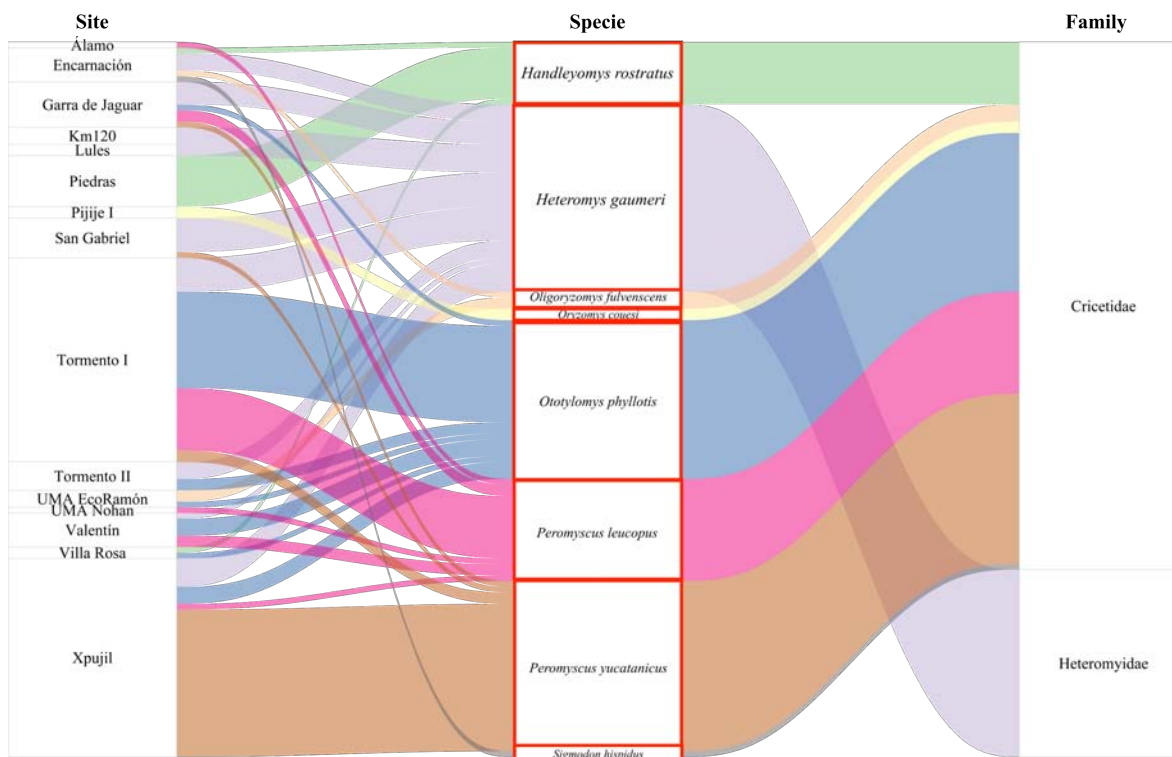 Site
Specie
Family
Álamo
Encarnación
Garra de Jaguar
Km120
Lules
Piedras
Pijije I
San Gabriel
Tormento I
Tormento II
UMA EcoRamón
UMA Nohan
Valentín
Villa Rosa
Xpujil
Handleyomys rostratus
Heteromys gaumeri
Oligoryzomys fulvenscens
Oryzomys couesi
Ototylomys phyllotis
Peromyscus leucopus
Peromyscus yucatanicus
Sigmodon hispidus
Cricetidae
Heteromyidae